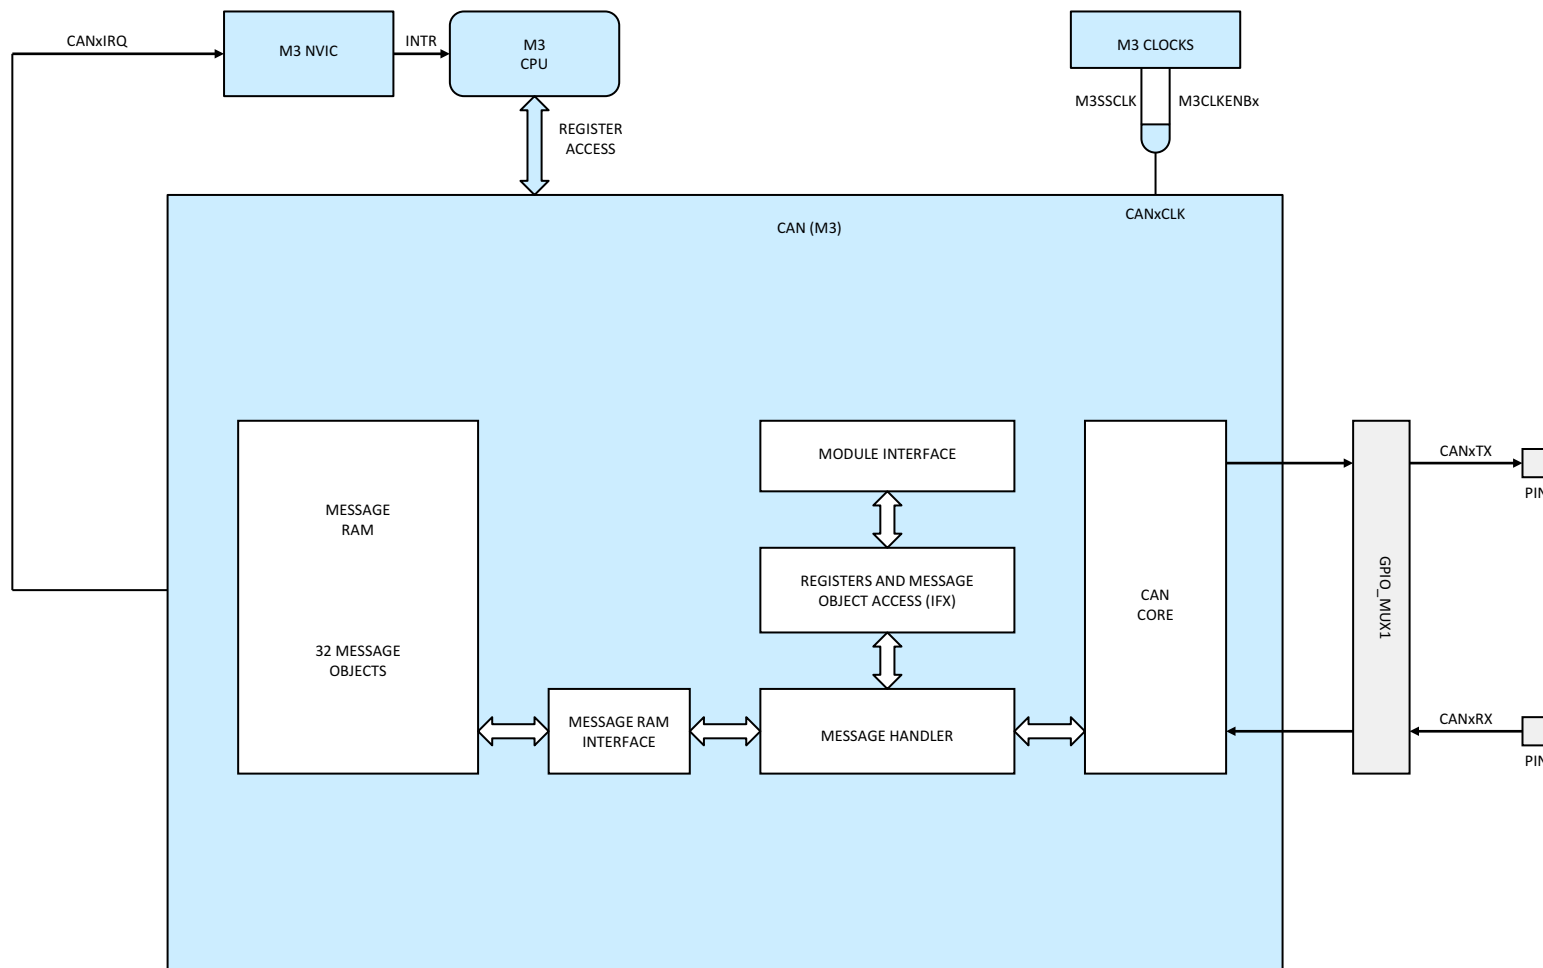 CANxIRQ
M3 NVIC
INTR
M3
CPU
M3 CLOCKS
M3SSCLK
M3CLKENBx
REGISTER
ACCESS
CANxCLK
CAN (M3)
MODULE INTERFACE
CANxTX
PIN
MESSAGE
RAM
REGISTERS AND MESSAGE
OBJECT ACCESS (IFX)
CAN
CORE
GPIO_MUX1
32 MESSAGE
OBJECTS
MESSAGE RAM
INTERFACE
MESSAGE HANDLER
CANxRX
PIN